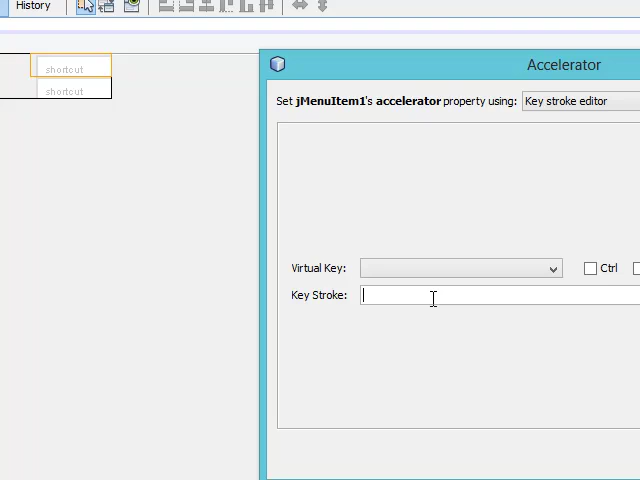 History
shortcut
shortcut
Accelerator
Set jMenuItem1's accelerator property using: Key stroke editor
Virtual Key: Ctrl
Key Stroke: